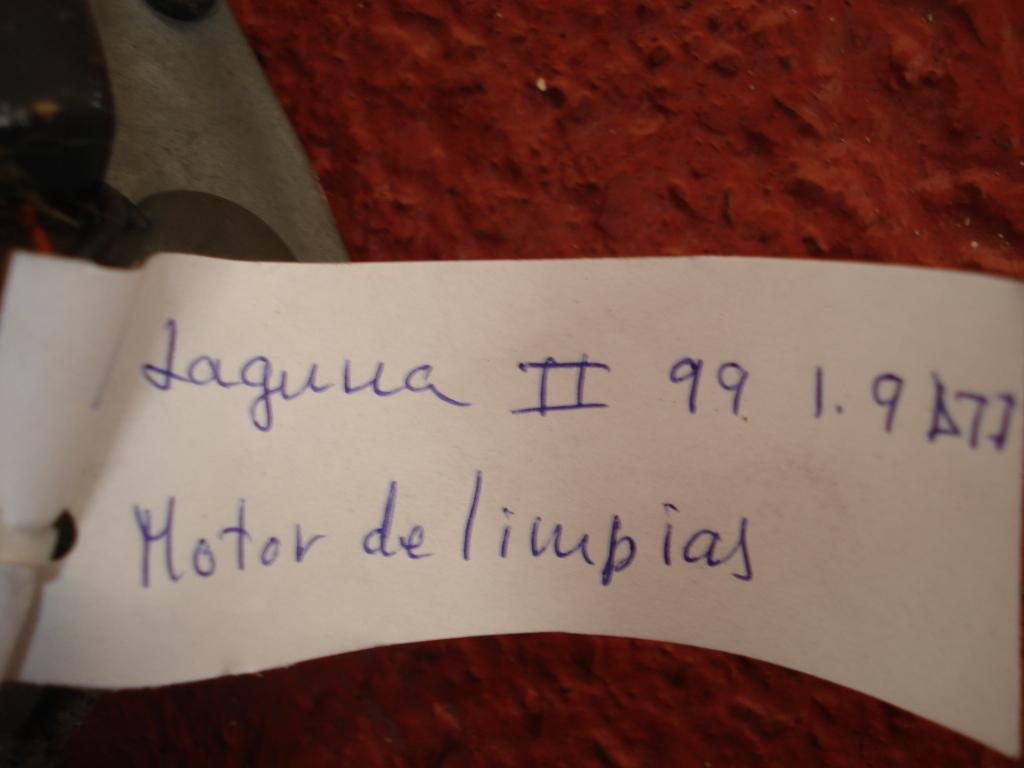 Laguna II 99 1.9 DTI
Motor de limpias